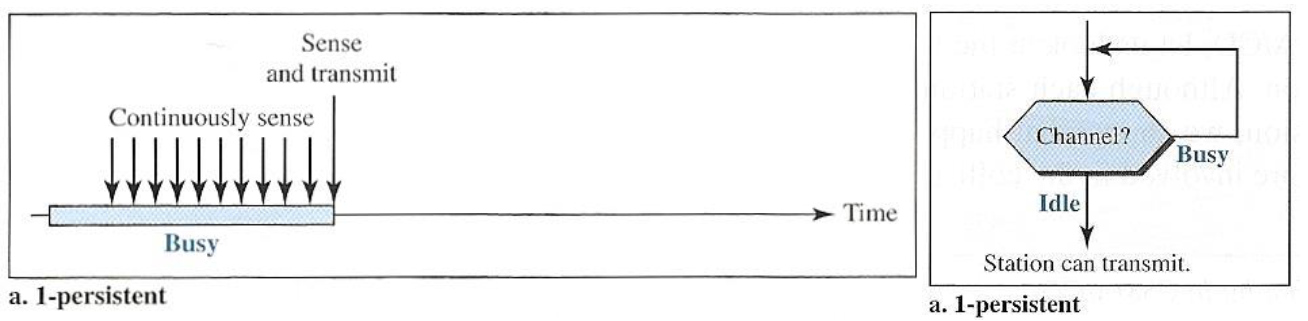 Sense
and transmit
Continuously sense
Time
Busy
a. 1-persistent
Channel?
Busy
Idle
Station can transmit.
a. 1-persistent